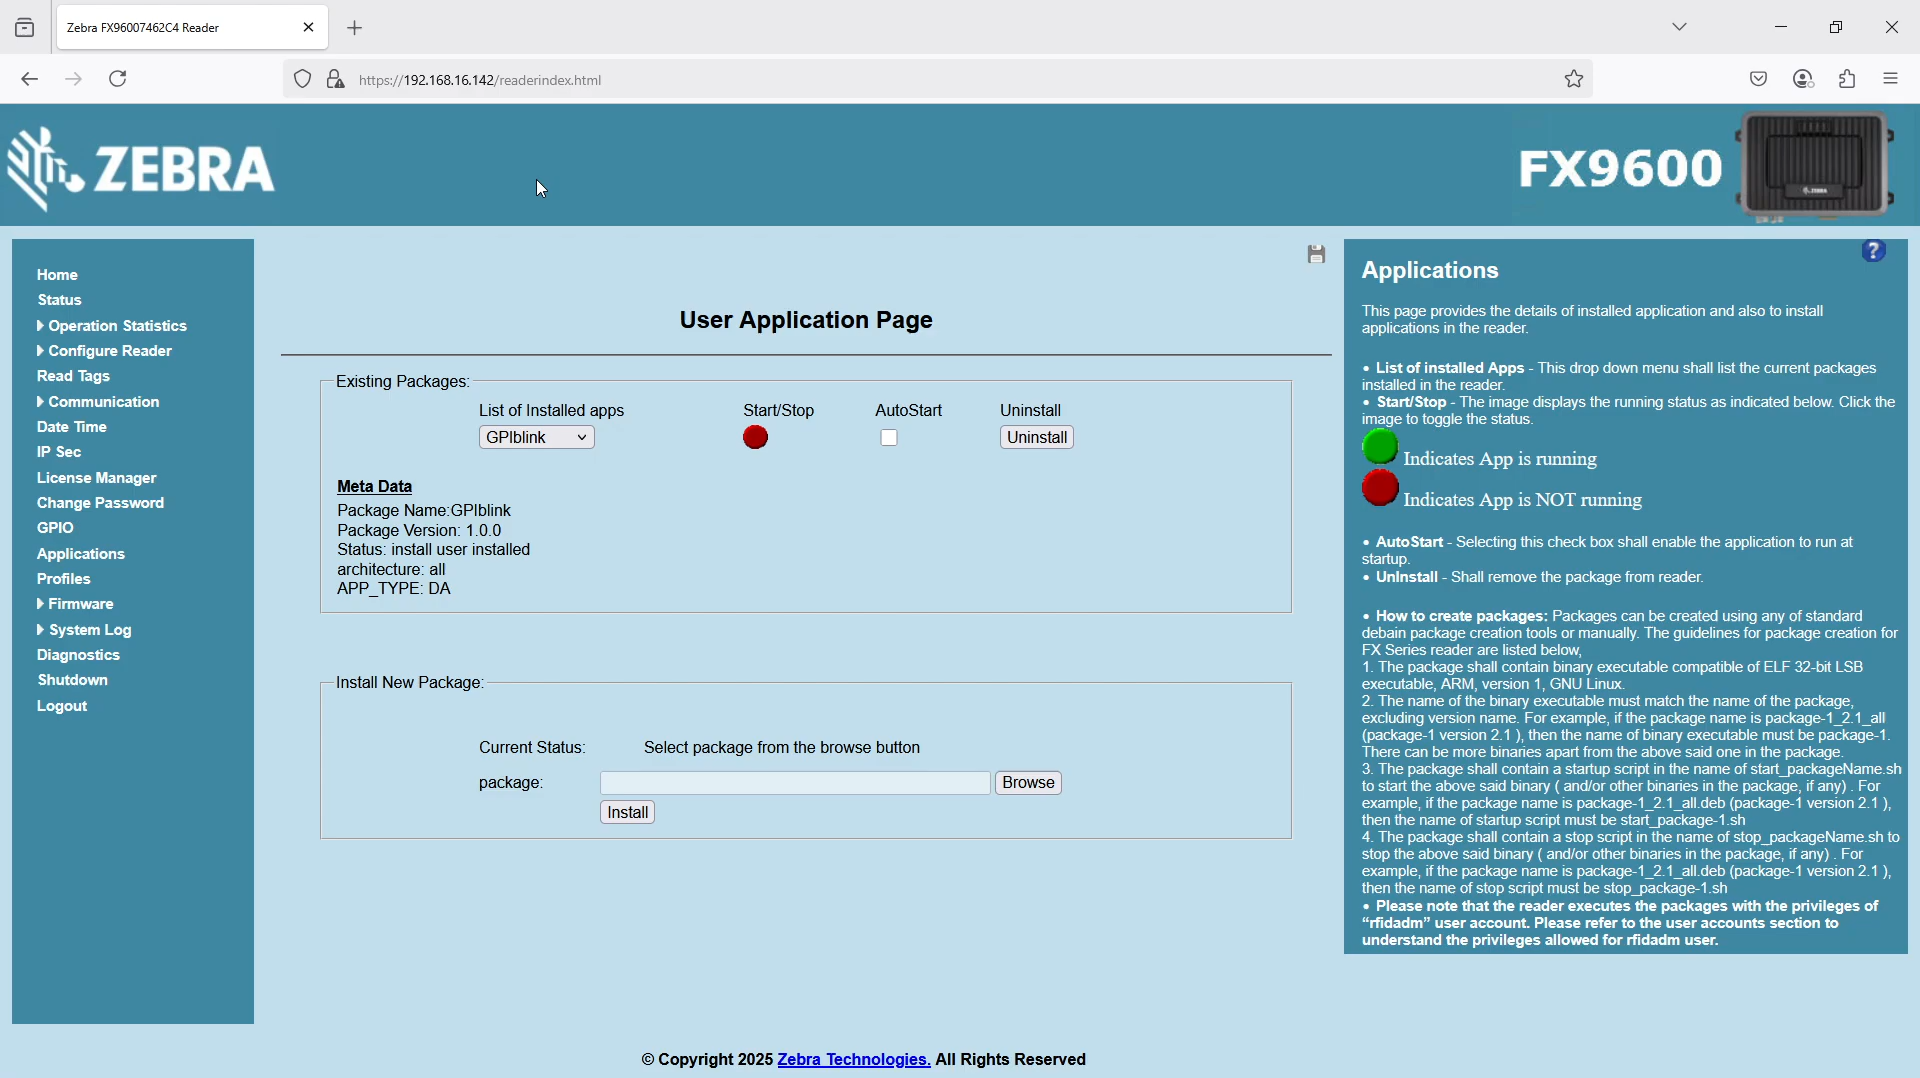 Zebra FX96007462C4 Reader
https://192.168.16.142/readerindex.html
ZEBRA
FX9600
ZEBRA
Home
Status
Operation Statistics
Configure Reader
Read Tags
Communication
Date Time
IP Sec
License Manager
Change Password
GPIO
Applications
Profiles
Firmware
System Log
Diagnostics
Shutdown
Logout
User Application Page
Existing Packages:
List of Installed apps
Start/Stop
AutoStart
Uninstall
GPIblink
Uninstall
Meta Data
Package Name:GPIblink
Package Version: 1.0.0
Status: install user installed
architecture: all
APP_TYPE: DA
Install New Package:
Current Status: Select package from the browse button
package:
Browse
Install
?
Applications
This page provides the details of installed application and also to install
applications in the reader.
• List of installed Apps - This drop down menu shall list the current packages
installed in the reader.
• Start/Stop - The image displays the running status as indicated below. Click the
image to toggle the status.
Indicates App is running
Indicates App is NOT running
• AutoStart - Selecting this check box shall enable the application to run at
startup.
• UnInstall - Shall remove the package from reader.
• How to create packages: Packages can be created using any of standard
debain package creation tools or manually. The guidelines for package creation for
FX Series reader are listed below,
1. The package shall contain binary executable compatible of ELF 32-bit LSB
executable, ARM, version 1, GNU Linux.
2. The name of the binary executable must match the name of the package,
excluding version name. For example, if the package name is package-1_2.1_all
(package-1 version 2.1 ), then the name of binary executable must be package-1.
There can be more binaries apart from the above said one in the package.
3. The package shall contain a startup script in the name of start_packageName.sh
to start the above said binary ( and/or other binaries in the package, if any) . For
example, if the package name is package-1_2.1_all.deb (package-1 version 2.1 ),
then the name of startup script must be start_package-1.sh
4. The package shall contain a stop script in the name of stop_packageName.sh to
stop the above said binary ( and/or other binaries in the package, if any) . For
example, if the package name is package-1_2.1_all.deb (package-1 version 2.1 ),
then the name of stop script must be stop_package-1.sh
• Please note that the reader executes the packages with the privileges of
“rfidadm” user account. Please refer to the user accounts section to
understand the privileges allowed for rfidadm user.
© Copyright 2025 Zebra Technologies. All Rights Reserved